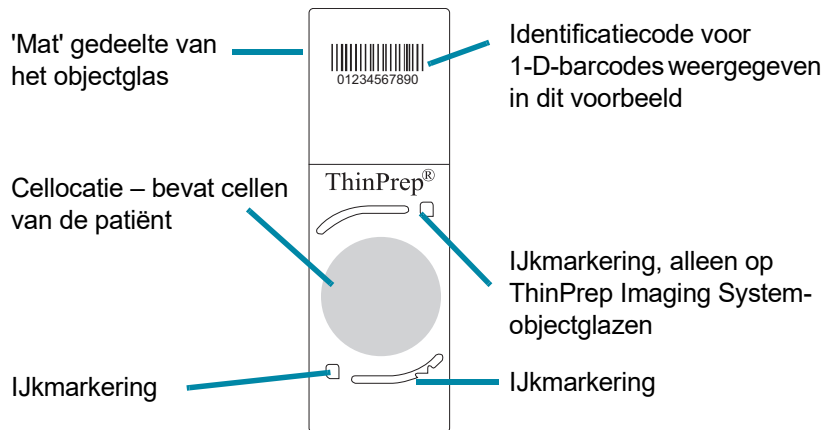 'Mat' gedeelte van
het objectglas
01234567890
Identificatiecode voor
1-D-barcodes weergegeven
in dit voorbeeld
ThinPrep®
Cellocatie – bevat cellen
van de patiënt
IJkmarkering, alleen op
ThinPrep Imaging System-
objectglazen
IJkmarkering
IJkmarkering